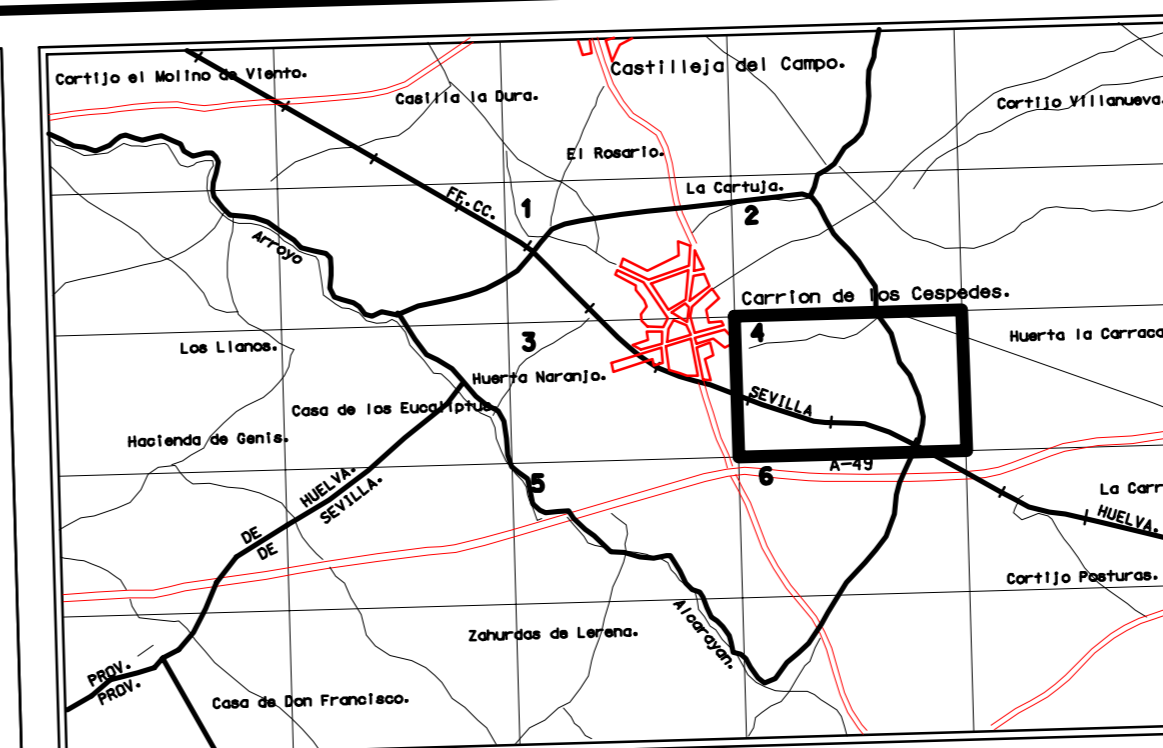 Castilleja del Campo.
Cortijo el Molino de Viento.
Casilla la Dura.
Cortijo Villanueva.
El Rosario.
La Cartuja.
FF.CC.
1
2
Arroyo
Carrion de los Cespedes.
3
4
Los Llanos.
Huerta la Carraca
Huerta Naranjo.
SEVILLA
Casa de los Eucaliptus.
Hacienda de Genis.
A-49
HUELVA.
SEVILLA.
5
6
La Carr
HUELVA.
DE
DE
Cortijo Posturas.
Alcarayan.
Zahurdas de Lerena.
PROV.
PROV.
Casa de Don Francisco.